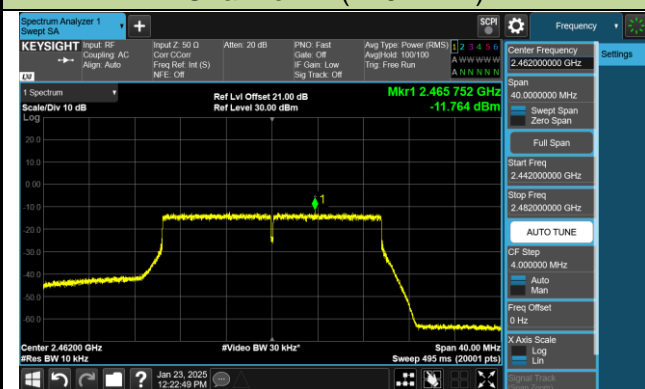 Spectrum Analyzer 1
Swept SA
+
SCPI
Frequency
KEYSIGHT
Input: RF
Coupling: AC
Align: Auto
Input Z: 50 Ω
Corr CCorr
Freq Ref: Int (S)
NFE: Off
Atten: 20 dB
PNO: Fast
Gate: Off
IF Gain: Low
Sig Track: Off
Avg Type: Power (RMS)
Avg|Hold: 100/100
Trig: Free Run
1 2 3 4 5 6
A W W W W W
A N N N N N
LXI
1 Spectrum
Scale/Div 10 dB
Log
Ref Lvl Offset 21.00 dB
Ref Level 30.00 dBm
Mkr1 2.465 752 GHz
-11.764 dBm
20.0
10.0
0.00
-10.0
-20.0
-30.0
-40.0
-50.0
-60.0
1
Center 2.46200 GHz
#Res BW 10 kHz
#Video BW 30 kHz*
Span 40.00 MHz
Sweep 495 ms (20001 pts)
Jan 23, 2025
12:22:49 PM
Center Frequency
2.462000000 GHz
Settings
Span
40.0000000 MHz
Swept Span
Zero Span
Full Span
Start Freq
2.442000000 GHz
Stop Freq
2.482000000 GHz
AUTO TUNE
CF Step
4.000000 MHz
Auto
Man
Freq Offset
0 Hz
X Axis Scale
Log
Lin
Signal Track